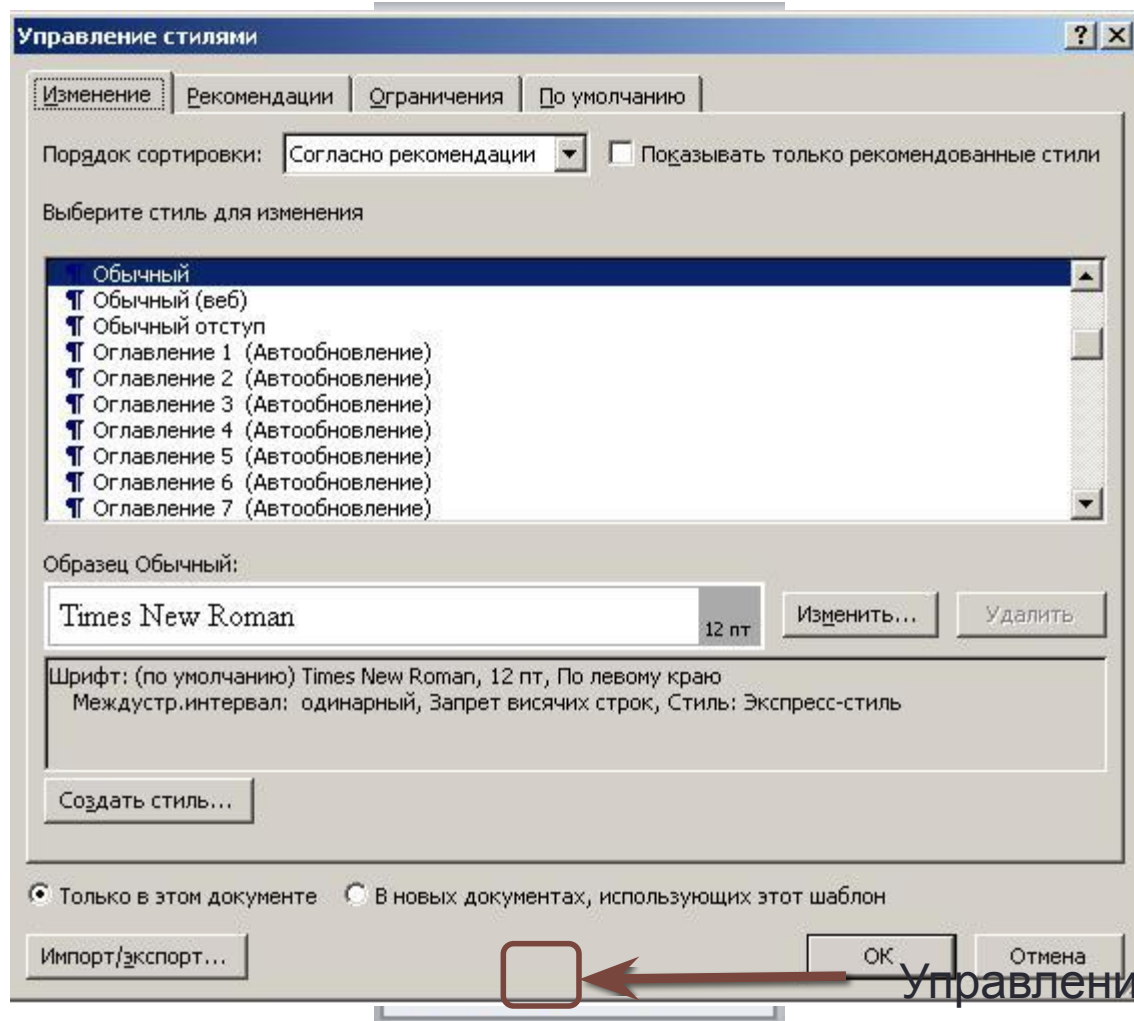 Управление стилями
Изменение Рекомендации Ограничения По умолчанию
Порядок сортировки: Согласно рекомендации Показывать только рекомендованные стили
Выберите стиль для изменения
¶ Обычный
¶ Обычный (веб)
¶ Обычный отступ
¶ Оглавление 1 (Автообновление)
¶ Оглавление 2 (Автообновление)
¶ Оглавление 3 (Автообновление)
¶ Оглавление 4 (Автообновление)
¶ Оглавление 5 (Автообновление)
¶ Оглавление 6 (Автообновление)
¶ Оглавление 7 (Автообновление)
Образец Обычный:
Times New Roman 12 пт Изменить... Удалить
Шрифт: (по умолчанию) Times New Roman, 12 пт, По левому краю
Междустр.интервал: одинарный, Запрет висячих строк, Стиль: Экспресс-стиль
Создать стиль...
Только в этом документе В новых документах, использующих этот шаблон
Импорт/экспорт... ОК Отмена
Управлени